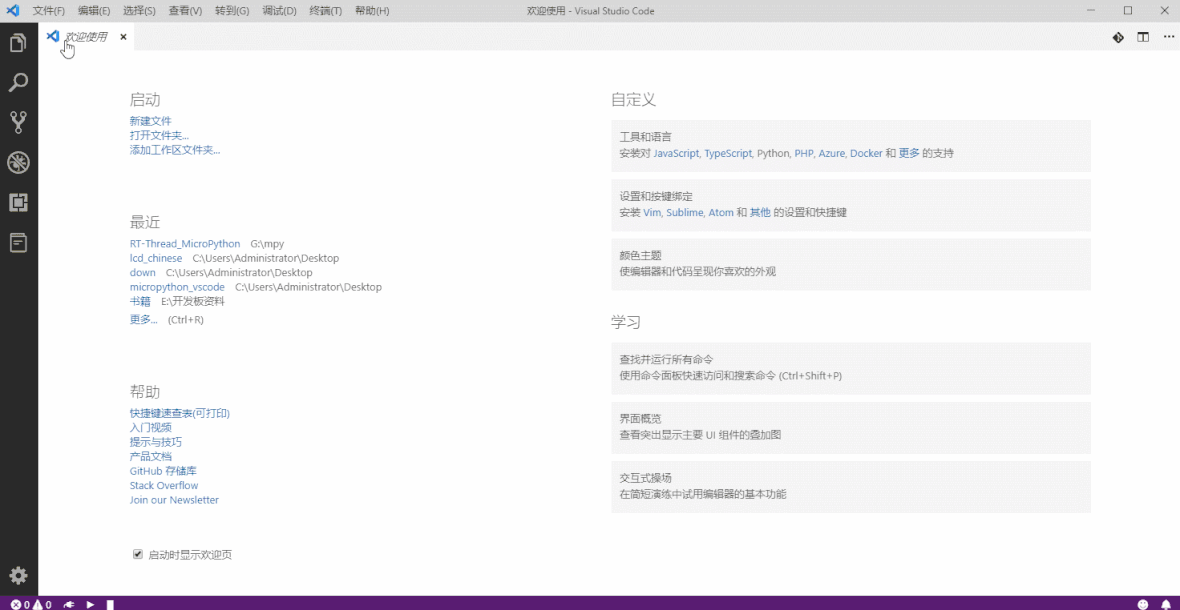 文件(F) 编辑(E) 选择(S) 查看(V) 转到(G) 调试(D) 终端(T) 帮助(H) 欢迎使用 - Visual Studio Code
欢迎使用
启动
新建文件
打开文件夹...
添加工作区文件夹...
最近
RT-Thread_MicroPython G:\mpy
lcd_chinese C:\Users\Administrator\Desktop
down C:\Users\Administrator\Desktop
micropython_vscode C:\Users\Administrator\Desktop
书籍 E:\开发板资料
更多... (Ctrl+R)
帮助
快捷键速查表(可打印)
入门视频
提示与技巧
产品文档
GitHub 存储库
Stack Overflow
Join our Newsletter
启动时显示欢迎页
自定义
工具和语言
安装对 JavaScript, TypeScript, Python, PHP, Azure, Docker 和 更多 的支持
设置和按键绑定
安装 Vim, Sublime, Atom 和 其他 的设置和快捷键
颜色主题
使编辑器和代码呈现你喜欢的外观
学习
查找并运行所有命令
使用命令面板快速访问和搜索命令 (Ctrl+Shift+P)
界面概览
查看突出显示主要 UI 组件的叠加图
交互式操场
在简短演练中试用编辑器的基本功能
0 0